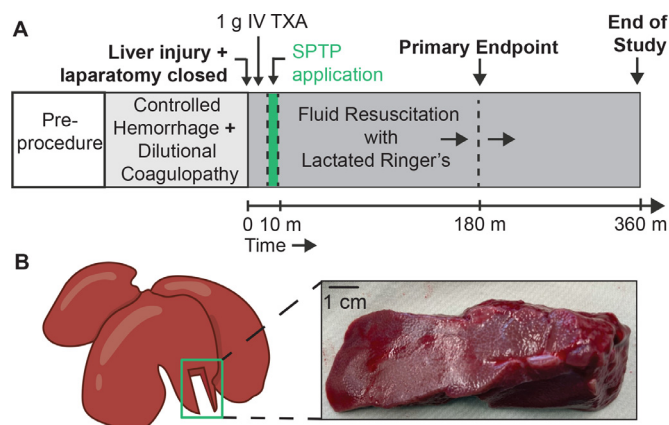 A
1 g IV TXA
Liver injury +
laparatomy closed
SPTP
application
Primary Endpoint
End of
Study
Pre-
procedure
Controlled
Hemorrhage +
Dilutional
Coagulopathy
Fluid Resuscitation
with
Lactated Ringer's
0 10 m
180 m
360 m
Time
B
1 cm